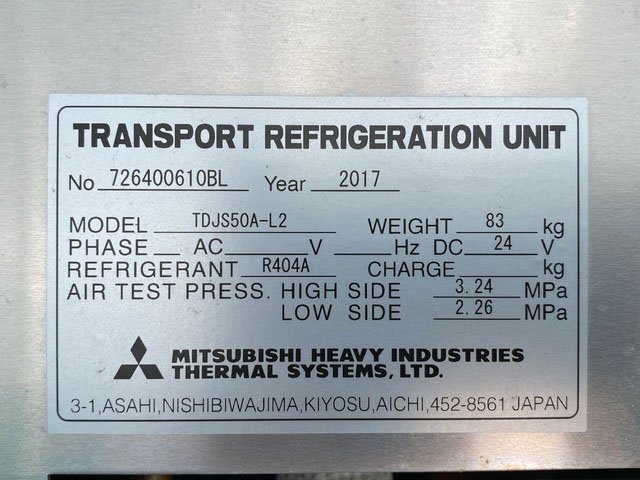 TRANSPORT REFRIGERATION UNIT
No 726400610BL Year 2017
MODEL TDJS50A-L2 WEIGHT 83 kg
PHASE AC V Hz DC 24 V
REFRIGERANT R404A CHARGE kg
AIR TEST PRESS. HIGH SIDE 3.24 MPa
LOW SIDE 2.26 MPa
MITSUBISHI HEAVY INDUSTRIES
THERMAL SYSTEMS, LTD.
3-1,ASAHI,NISHIBIWAJIMA,KIYOSU,AICHI,452-8561 JAPAN